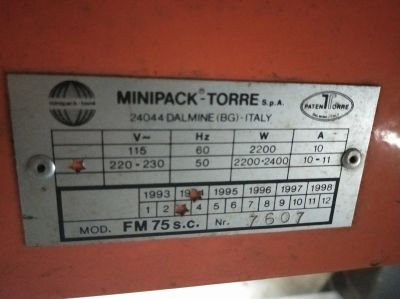 minipack-torre
MINIPACK®-TORRE S.p.A.
24044 DALMINE (BG) - ITALY
PATEN TORRE
V~ Hz W A
115 60 2200 10
220-230 50 2200-2400 10-11
1993 1995 1996 1997 1998
1 2 4 5 6 7 8 9 10 11 12
MOD. FM 75 s.c. Nr. 7607